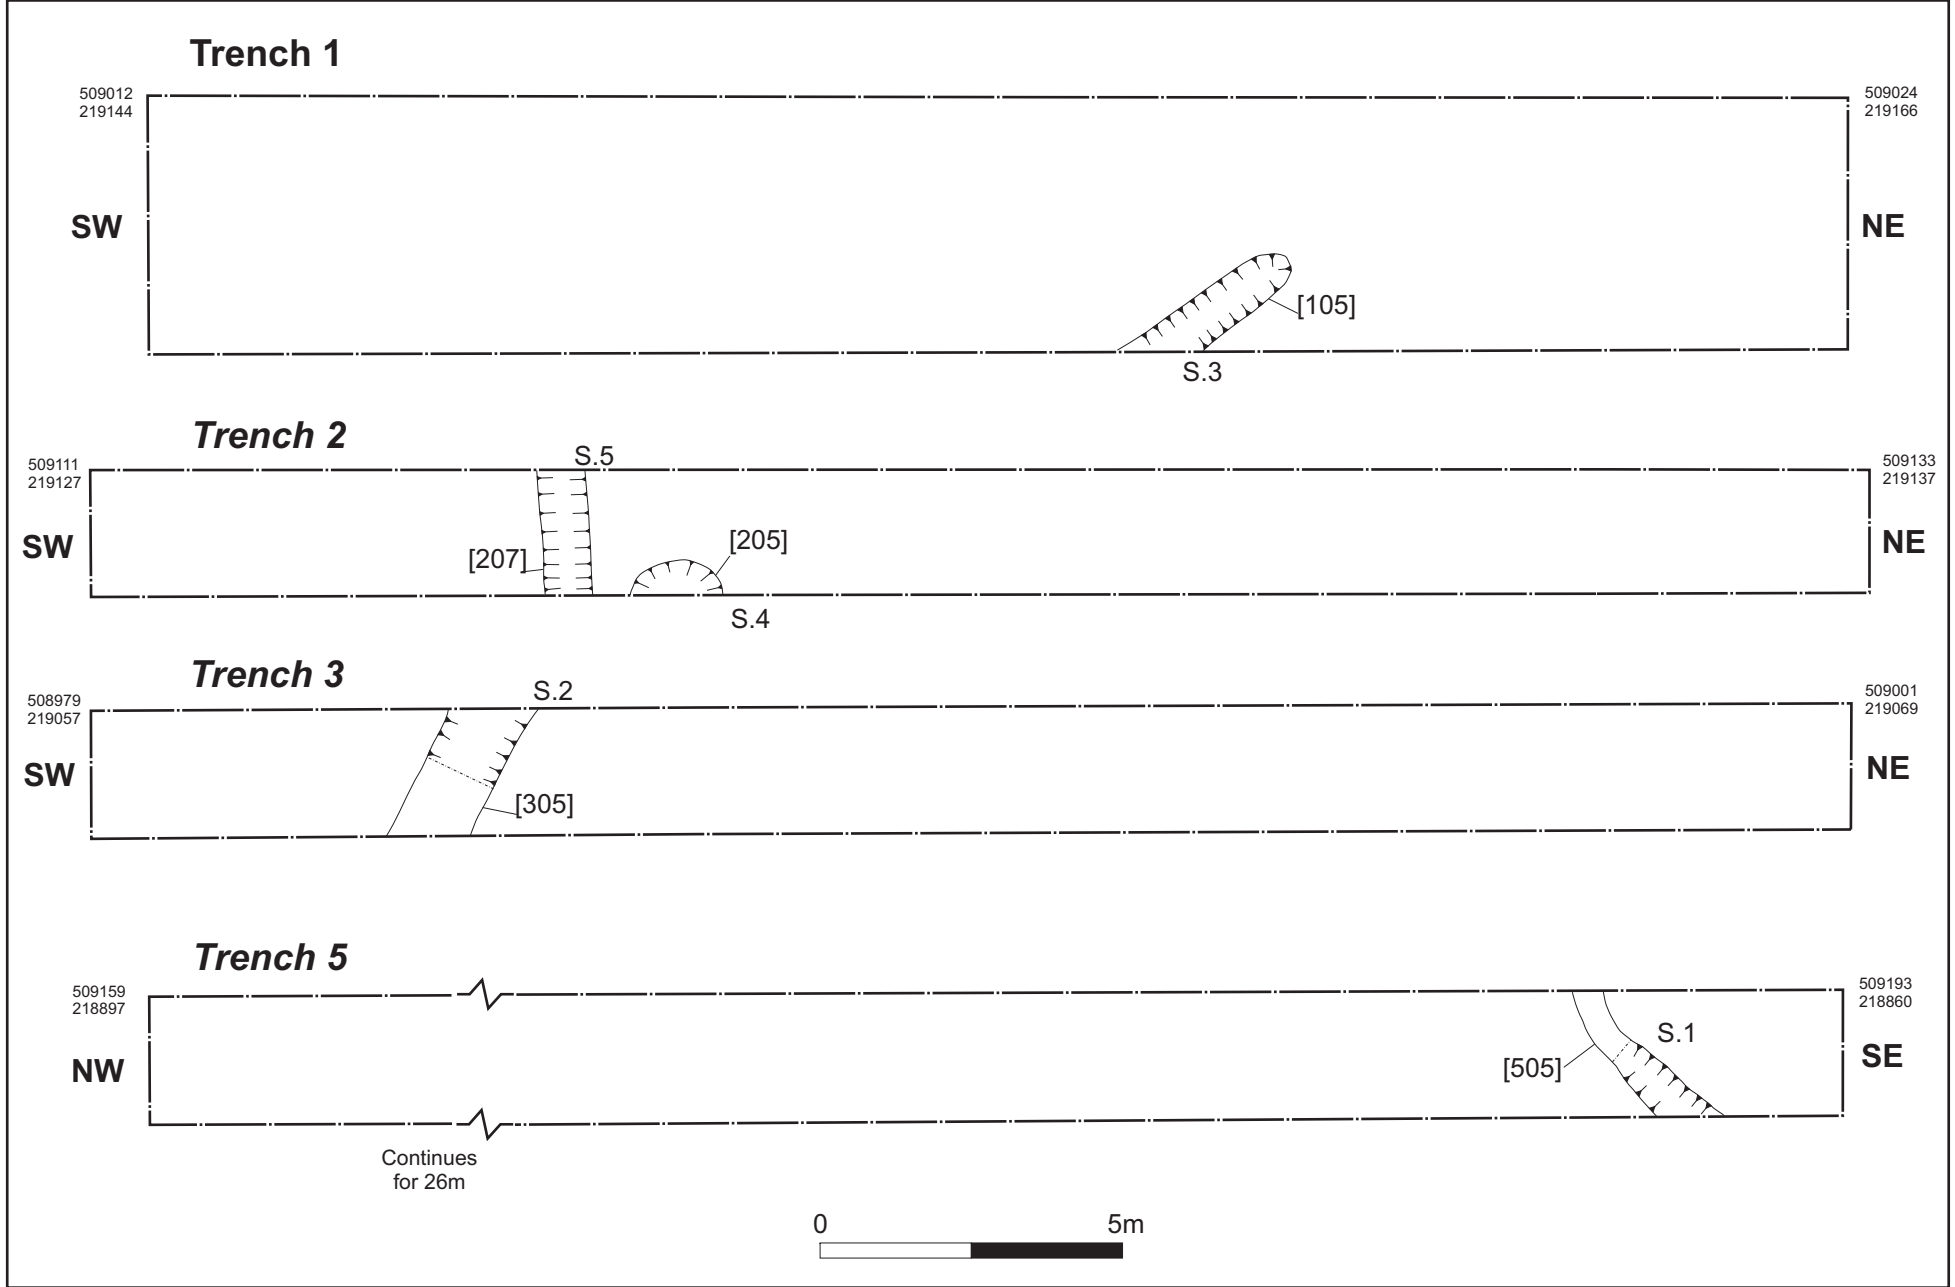 Trench 1
509012
219144
509024
219166
SW
NE
[105]
S.3
Trench 2
509111
219127
S.5
509133
219137
SW
[207]
[205]
NE
S.4
Trench 3
508979
219057
S.2
509001
219069
SW
NE
[305]
Trench 5
509159
218897
509193
218860
S.1
NW
[505]
SE
Continues
for 26m
0 5m